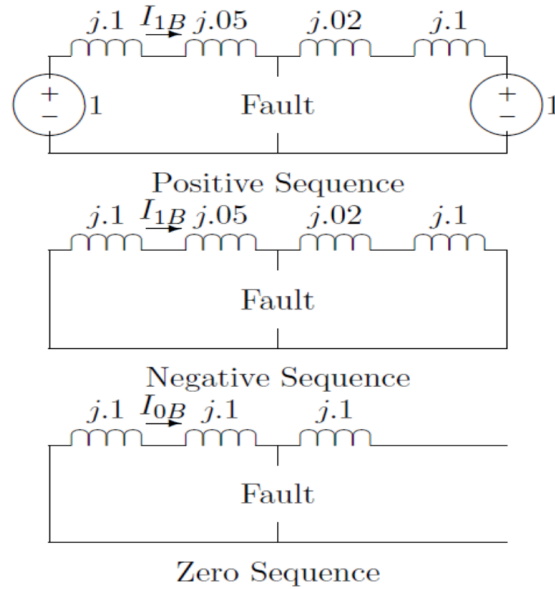 j.1 I1B j.05 j.02 j.1
+ − 1 Fault + − 1
Positive Sequence
j.1 I1B j.05 j.02 j.1
Fault
Negative Sequence
j.1 I0B j.1 j.1
Fault
Zero Sequence